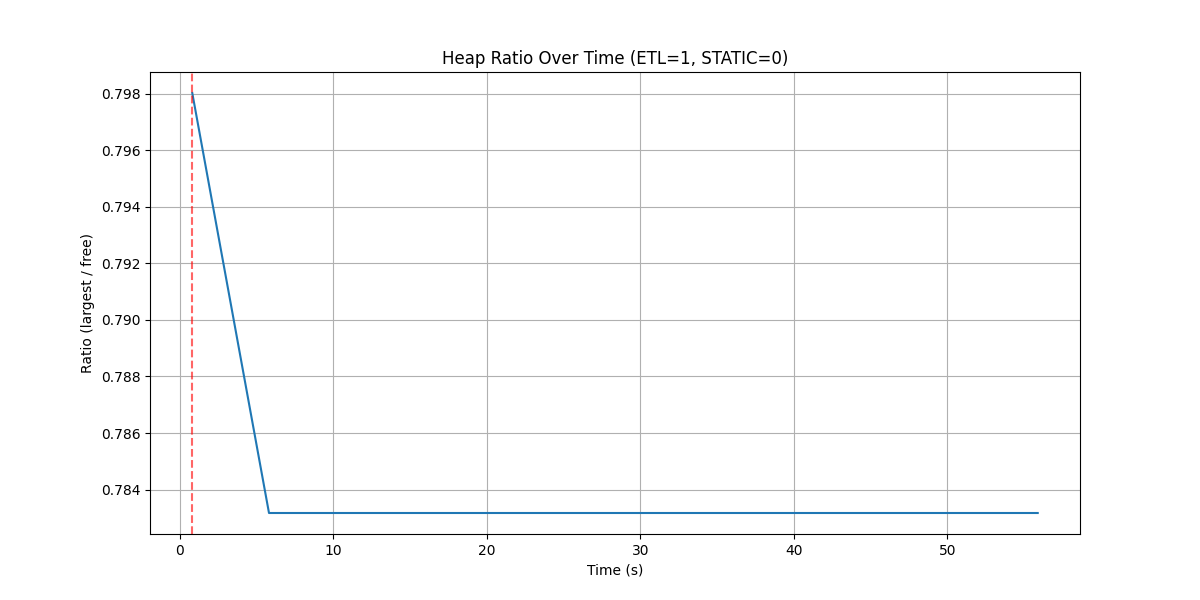 Heap Ratio Over Time (ETL=1, STATIC=0)
Ratio (largest / free)
0.798
0.796
0.794
0.792
0.790
0.788
0.786
0.784
0 10 20 30 40 50
Time (s)